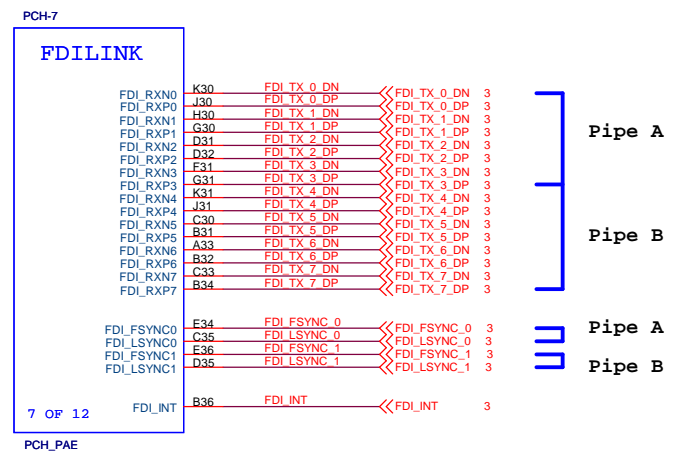 PCH-7
FDILINK
FDI_RXN0 K30 FDI_TX_0_DN FDI_TX_0_DN 3
FDI_RXP0 J30 FDI_TX_0_DP FDI_TX_0_DP 3
FDI_RXN1 H30 FDI_TX_1_DN FDI_TX_1_DN 3
FDI_RXP1 G30 FDI_TX_1_DP FDI_TX_1_DP 3
Pipe A
FDI_RXN2 D31 FDI_TX_2_DN FDI_TX_2_DN 3
FDI_RXP2 D32 FDI_TX_2_DP FDI_TX_2_DP 3
FDI_RXN3 F31 FDI_TX_3_DN FDI_TX_3_DN 3
FDI_RXP3 G31 FDI_TX_3_DP FDI_TX_3_DP 3
FDI_RXN4 K31 FDI_TX_4_DN FDI_TX_4_DN 3
FDI_RXP4 J31 FDI_TX_4_DP FDI_TX_4_DP 3
FDI_RXN5 C30 FDI_TX_5_DN FDI_TX_5_DN 3
FDI_RXP5 B31 FDI_TX_5_DP FDI_TX_5_DP 3
Pipe B
FDI_RXN6 A33 FDI_TX_6_DN FDI_TX_6_DN 3
FDI_RXP6 B32 FDI_TX_6_DP FDI_TX_6_DP 3
FDI_RXN7 C33 FDI_TX_7_DN FDI_TX_7_DN 3
FDI_RXP7 B34 FDI_TX_7_DP FDI_TX_7_DP 3
FDI_FSYNC0 E34 FDI_FSYNC_0 FDI_FSYNC_0 3 Pipe A
FDI_LSYNC0 C35 FDI_LSYNC_0 FDI_LSYNC_0 3
FDI_FSYNC1 E36 FDI_FSYNC_1 FDI_FSYNC_1 3
FDI_LSYNC1 D35 FDI_LSYNC_1 FDI_LSYNC_1 3 Pipe B
FDI_INT B36 FDI_INT FDI_INT 3
7 OF 12
PCH_PAE